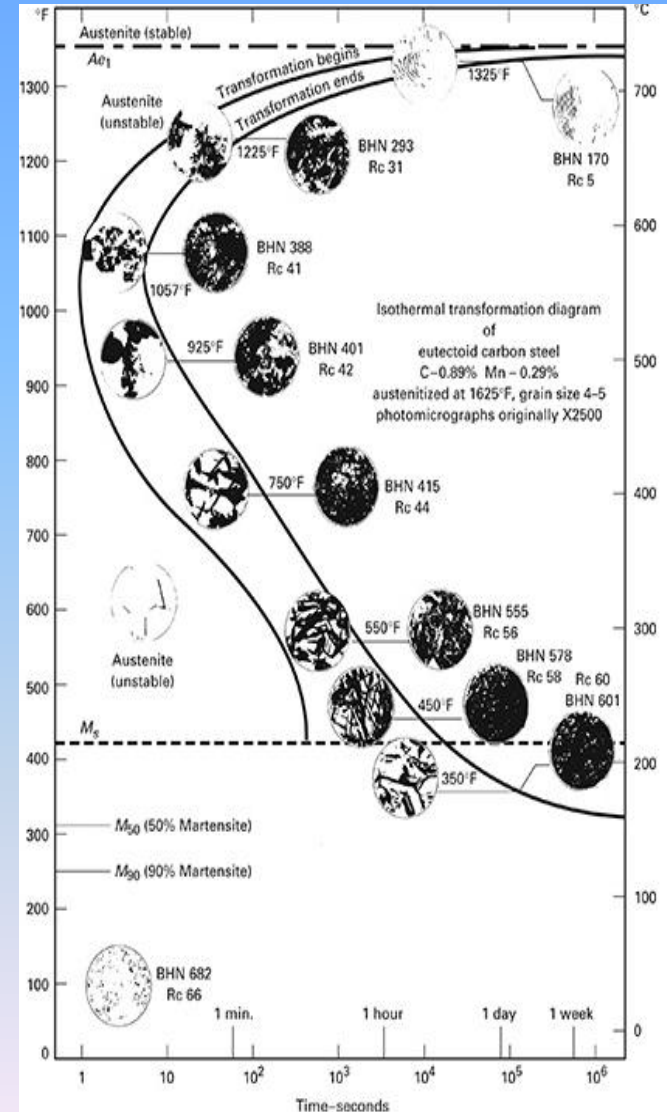 °F
°C
Austenite (stable)
Ae1
1300
1200
1100
1000
900
800
700
600
500
400
300
200
100
0
700
600
500
400
300
200
100
0
Transformation begins
Transformation ends
Austenite
(unstable)
1325°F
BHN 170
Rc 5
1225°F
BHN 293
Rc 31
BHN 388
Rc 41
1057°F
Isothermal transformation diagram
of
eutectoid carbon steel
C–0.89% Mn – 0.29%
austenitized at 1625°F, grain size 4–5
photomicrographs originally X2500
925°F
BHN 401
Rc 42
750°F
BHN 415
Rc 44
Austenite
(unstable)
550°F
BHN 555
Rc 56
BHN 578
Rc 58
Rc 60
BHN 601
450°F
Ms
350°F
M50 (50% Martensite)
M90 (90% Martensite)
BHN 682
Rc 66
1 min.
1 hour
1 day
1 week
1 10 10² 10³ 10⁴ 10⁵ 10⁶
Time–seconds